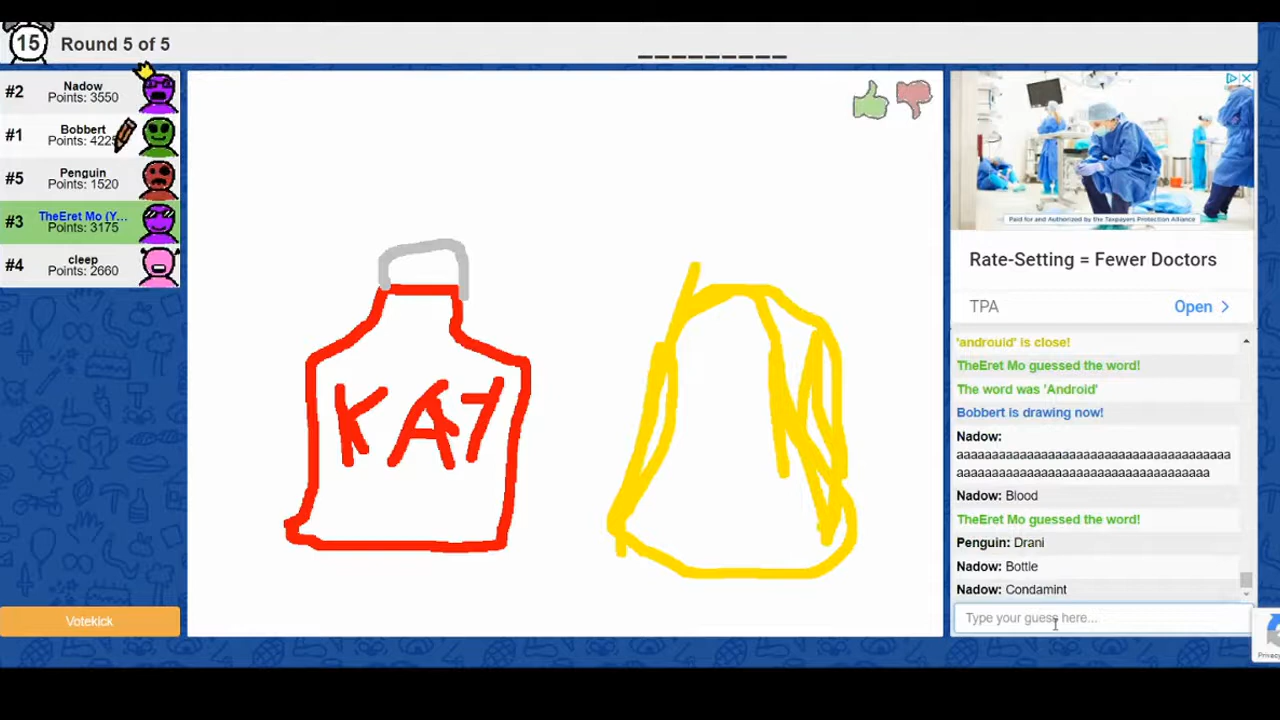 15 Round 5 of 5
#2 Nadow
Points: 3550
#1 Bobbert
Points: 4225
#5 Penguin
Points: 1520
#3 TheEret Mo (Y...
Points: 3175
#4 cleep
Points: 2660
Votekick
KAY
Paid for and Authorized by the Taxpayers Protection Alliance
Rate-Setting = Fewer Doctors
TPA Open
'androuid' is close!
TheEret Mo guessed the word!
The word was 'Android'
Bobbert is drawing now!
Nadow:
aaaaaaaaaaaaaaaaaaaaaaaaaaaaaaaaaaaaaaaaa
aaaaaaaaaaaaaaaaaaaaaaaaaaaaaaaaaaaaaa
Nadow: Blood
TheEret Mo guessed the word!
Penguin: Drani
Nadow: Bottle
Nadow: Condamint
Type your guess here...